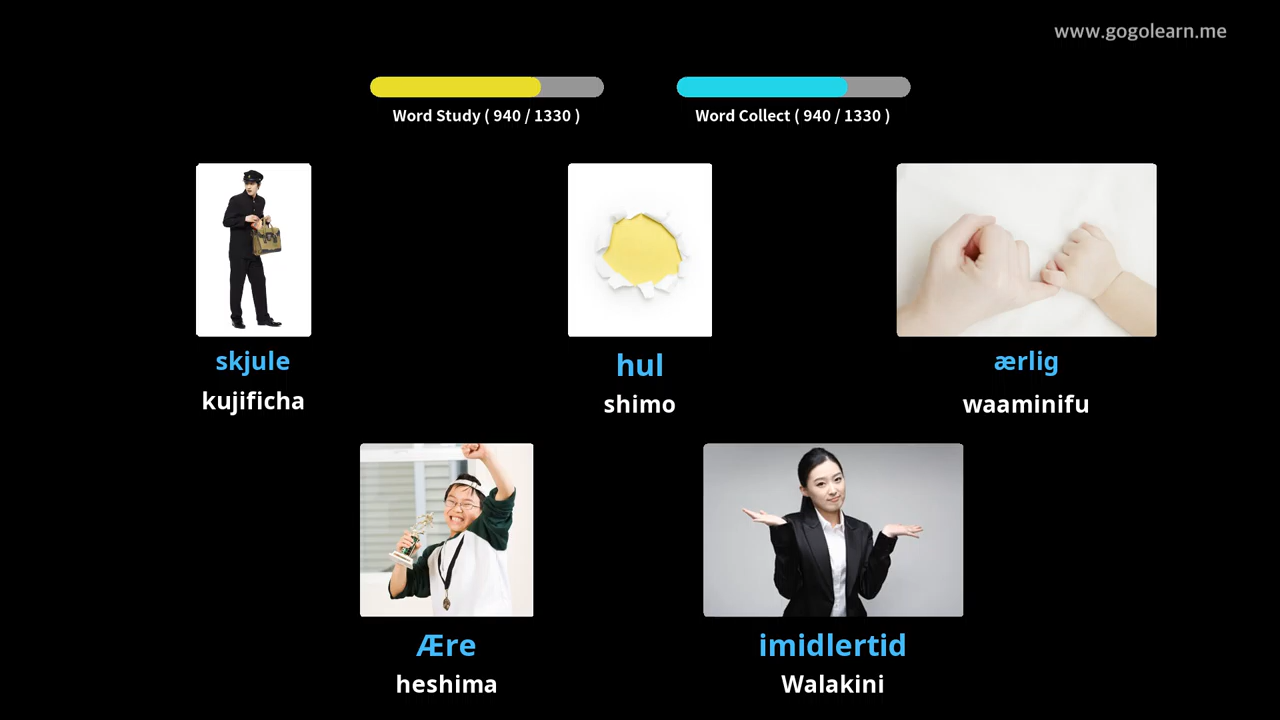 www.gogolearn.me
Word Study ( 940 / 1330 )
Word Collect ( 940 / 1330 )
skjule
kujificha
hul
shimo
ærlig
waaminifu
Ære
heshima
imidlertid
Walakini